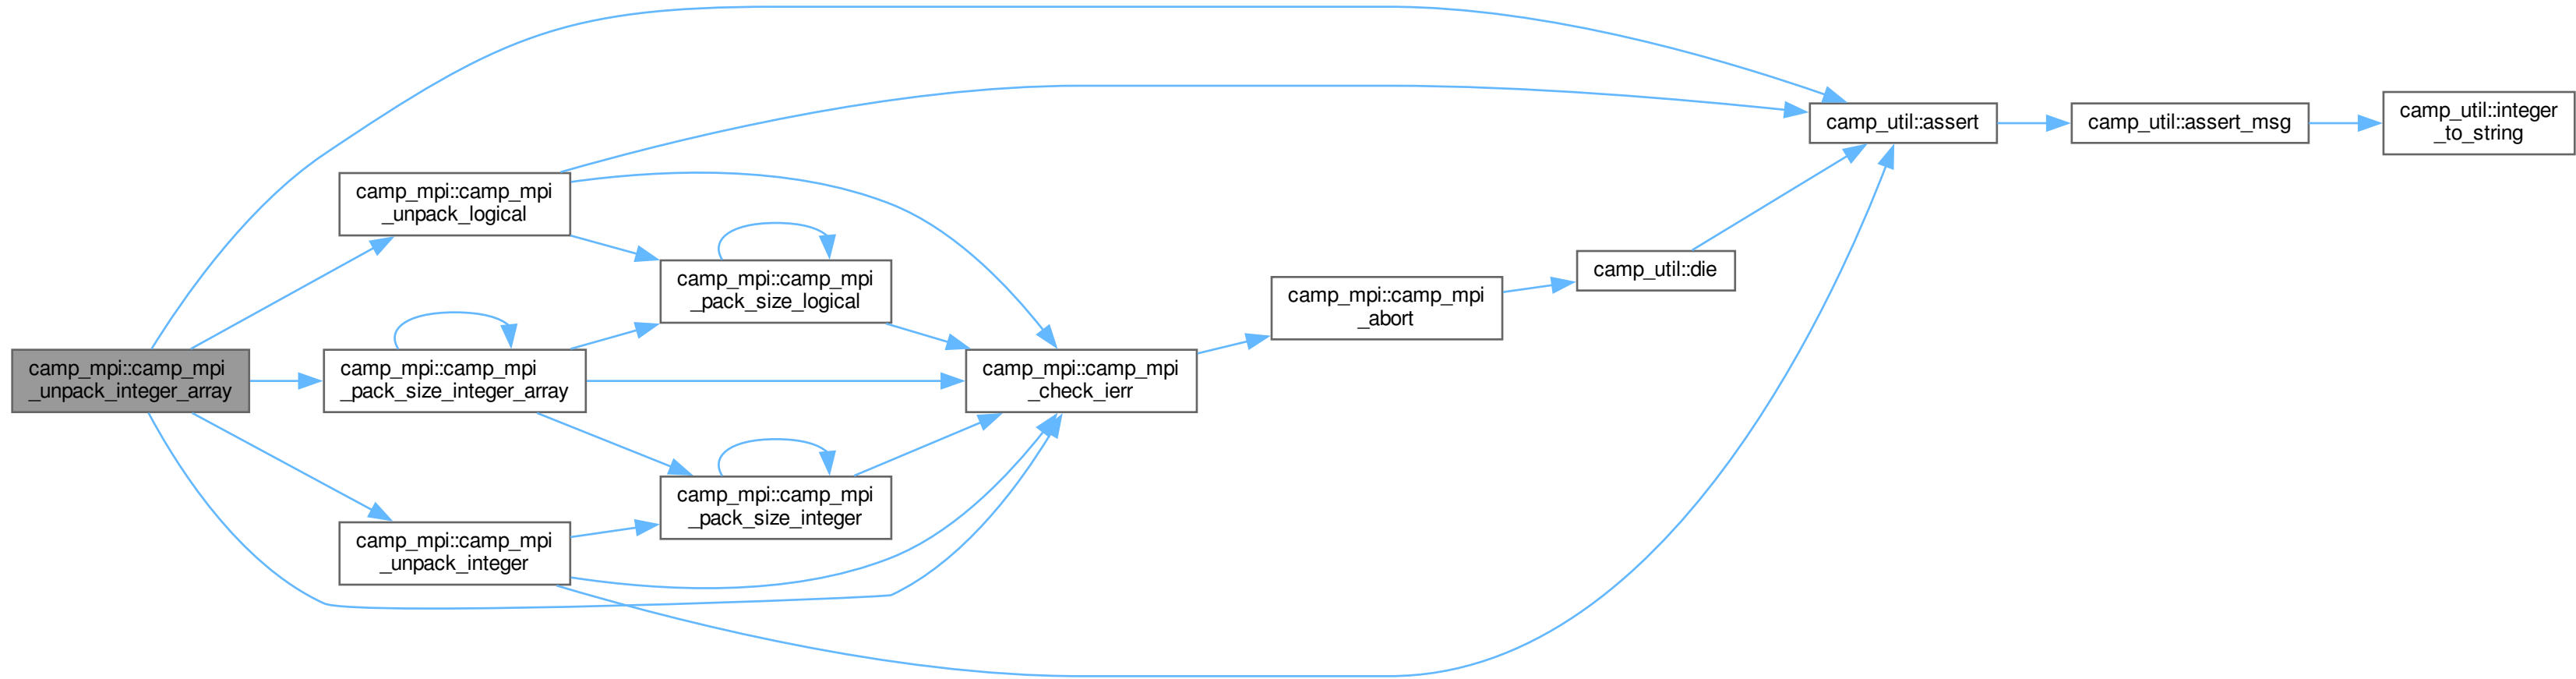 camp_mpi::camp_mpi
_unpack_integer_array
camp_mpi::camp_mpi
_unpack_logical
camp_mpi::camp_mpi
_pack_size_integer_array
camp_mpi::camp_mpi
_unpack_integer
camp_mpi::camp_mpi
_pack_size_logical
camp_mpi::camp_mpi
_pack_size_integer
camp_mpi::camp_mpi
_check_ierr
camp_mpi::camp_mpi
_abort
camp_util::die
camp_util::assert
camp_util::assert_msg
camp_util::integer
_to_string